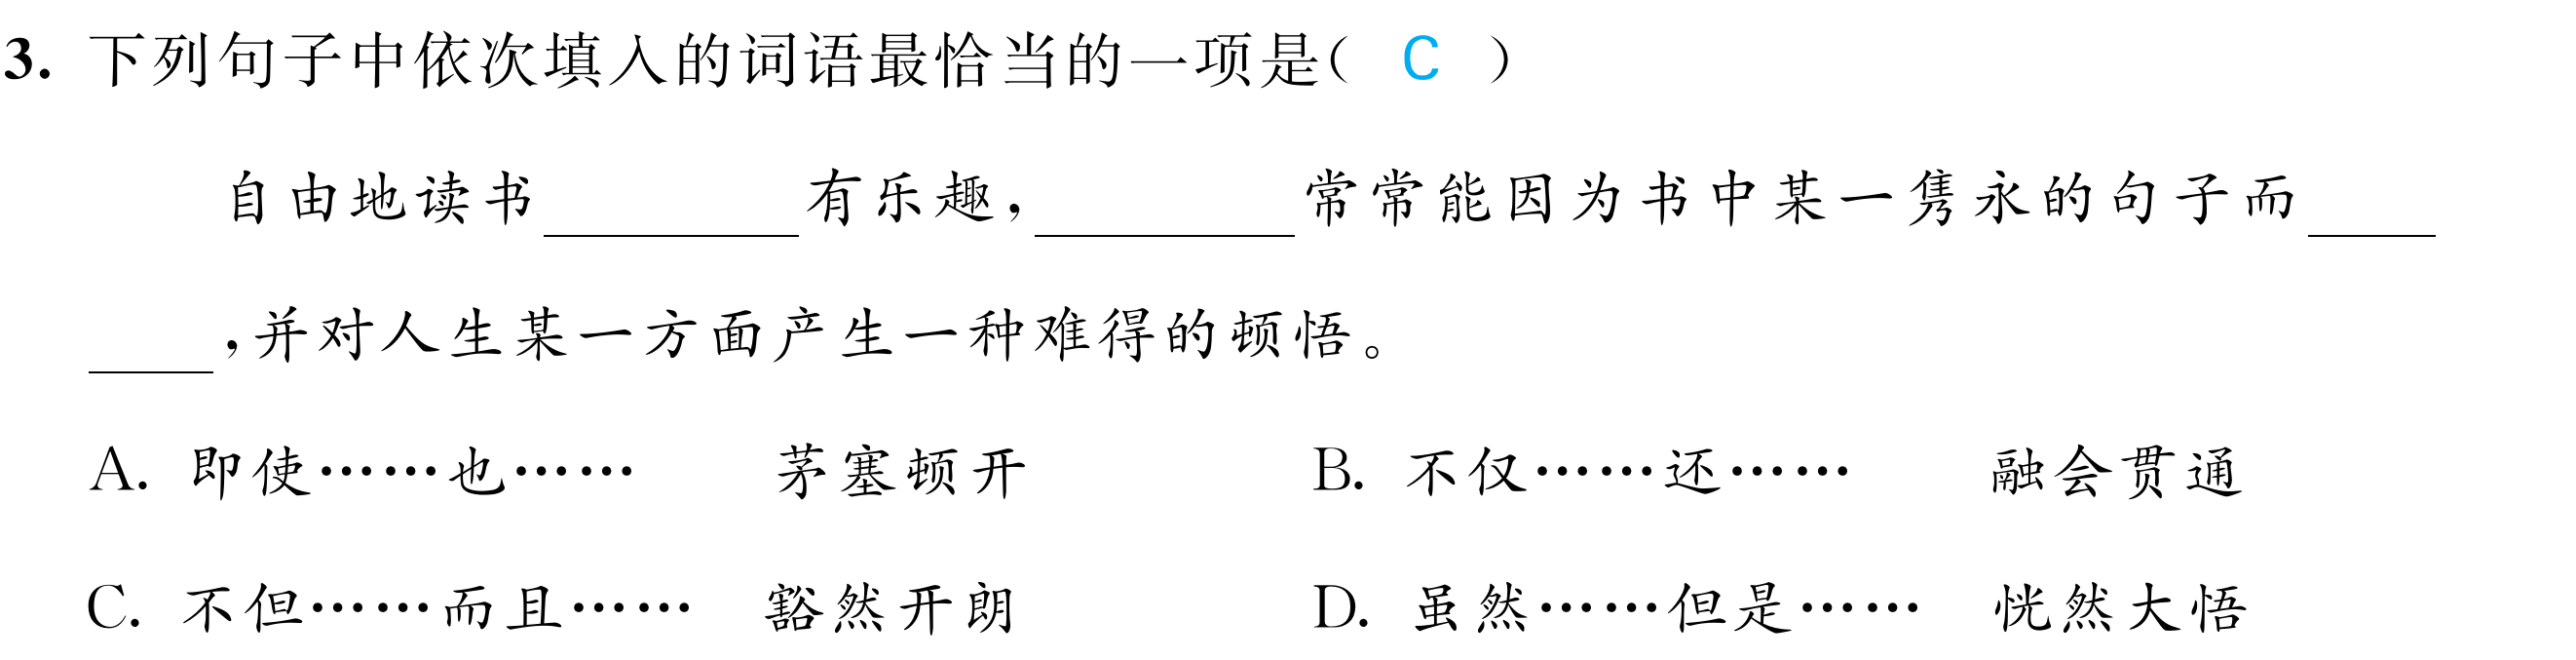 3. 下列句子中依次填入的词语最恰当的一项是( C )
自由地读书________有乐趣,________常常能因为书中某一隽永的句子而____
____,并对人生某一方面产生一种难得的顿悟。
A. 即使……也…… 茅塞顿开 B. 不仅……还…… 融会贯通
C. 不但……而且…… 豁然开朗 D. 虽然……但是…… 恍然大悟